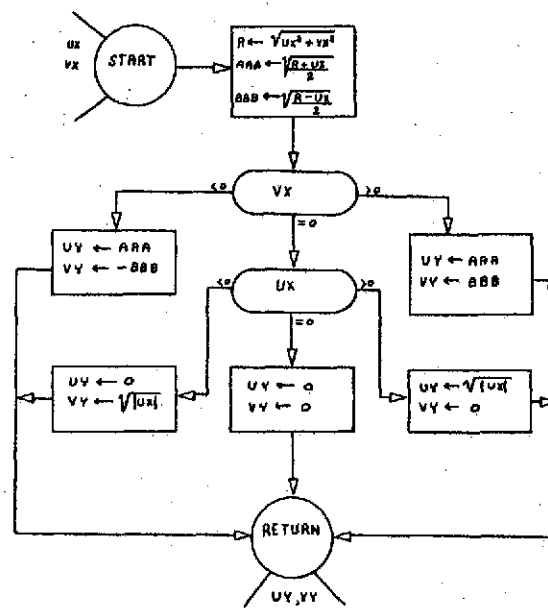 UX
VX
START
R ← √UX² + VX²
AAA ← √R + UX / 2
BBB ← √R - UX / 2
<0
VX
>0
=0
UY ← AAA
VY ← -BBB
UY ← AAA
VY ← BBB
<0
UX
>0
=0
UY ← 0
VY ← √|UX|
UY ← 0
VY ← 0
UY ← √|UX|
VY ← 0
RETURN
UY, VY